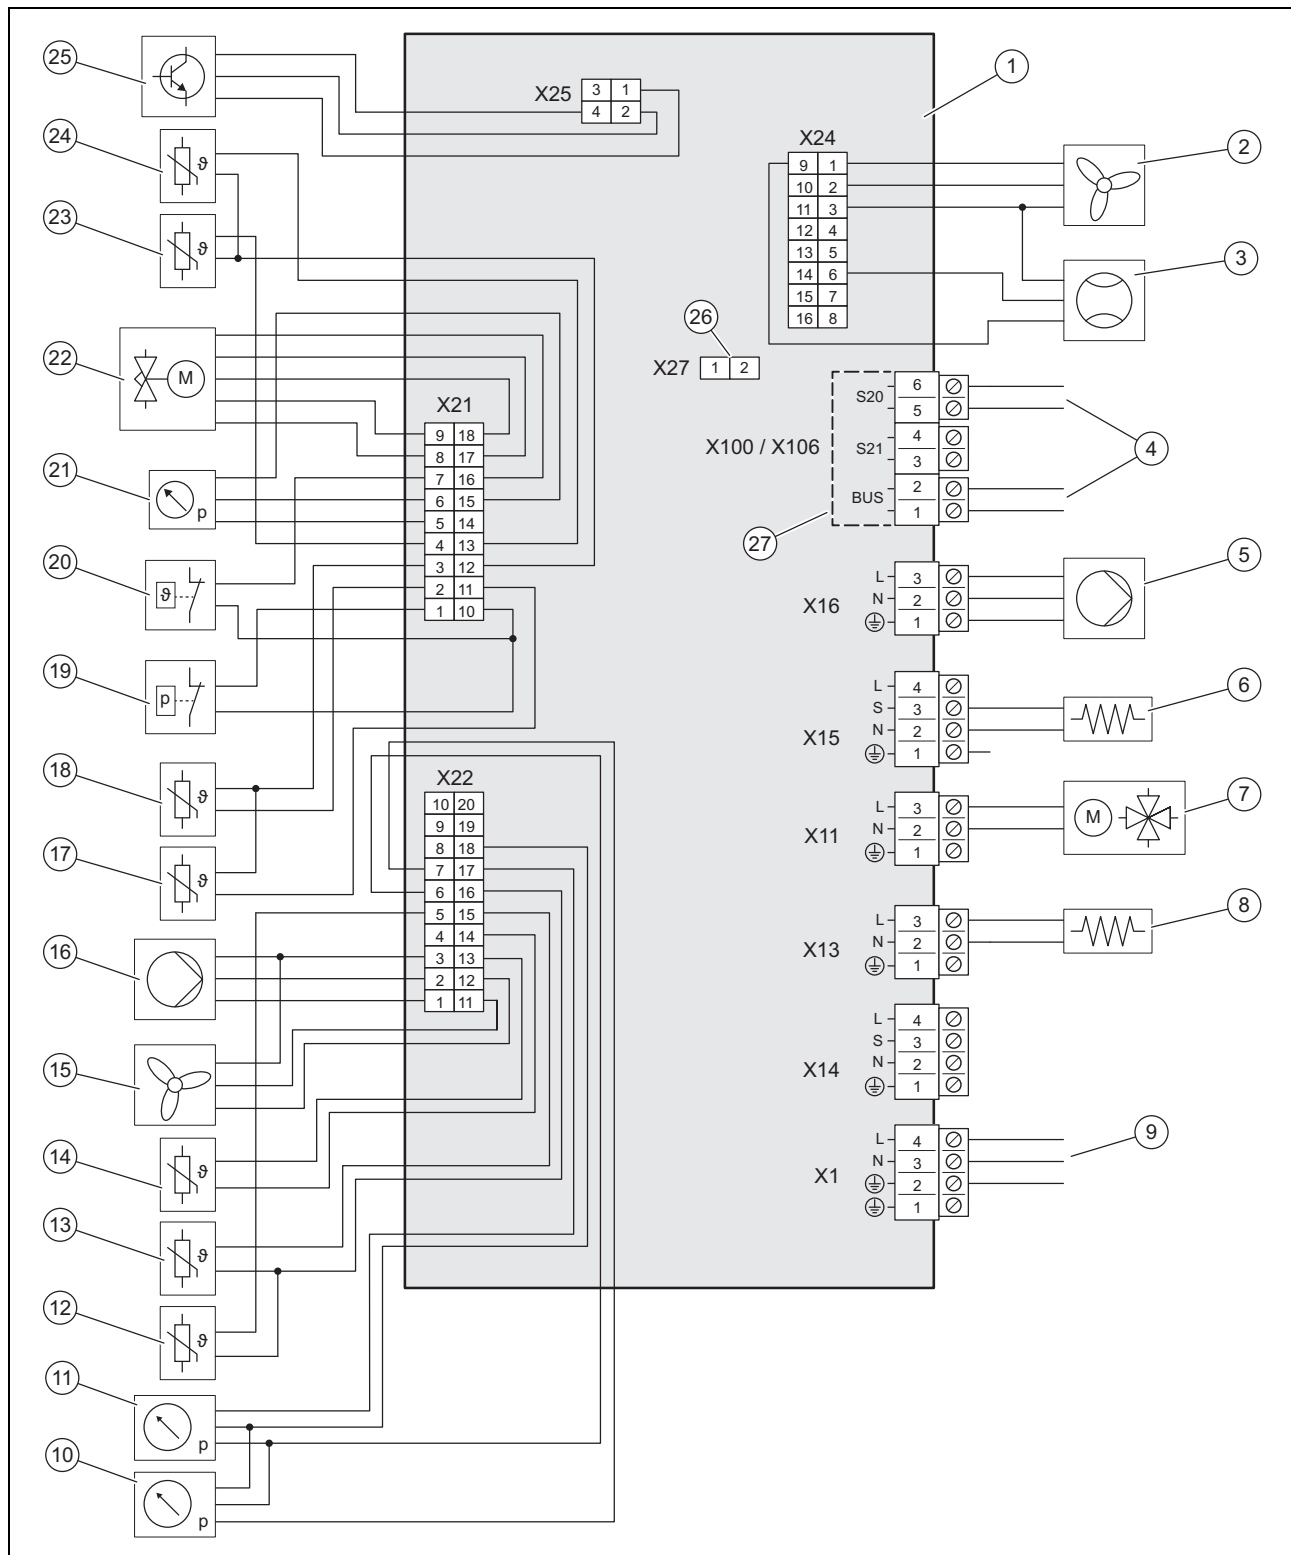 25
X25
3 1
4 2
1
24
X24
9 1
10 2
11 3
12 4
13 5
14 6
15 7
16 8
2
ϑ
23
ϑ
3
26
X27 1 2
22
M
X21
9 18
8 17
7 16
6 15
5 14
4 13
3 12
2 11
1 10
X100 / X106
S20
6
5
S21
4
3
BUS
2
1
4
27
21
p
20
ϑ
X16
L 3
N 2
1
5
19
p
X15
L 4
S 3
N 2
1
6
18
ϑ
X22
10 20
9 19
8 18
7 17
6 16
5 15
4 14
3 13
2 12
1 11
X11
L 3
N 2
1
M
7
17
ϑ
16
X13
L 3
N 2
1
8
15
X14
L 4
S 3
N 2
1
14
ϑ
X1
L 4
N 3
2
1
9
13
ϑ
12
ϑ
11
p
10
p